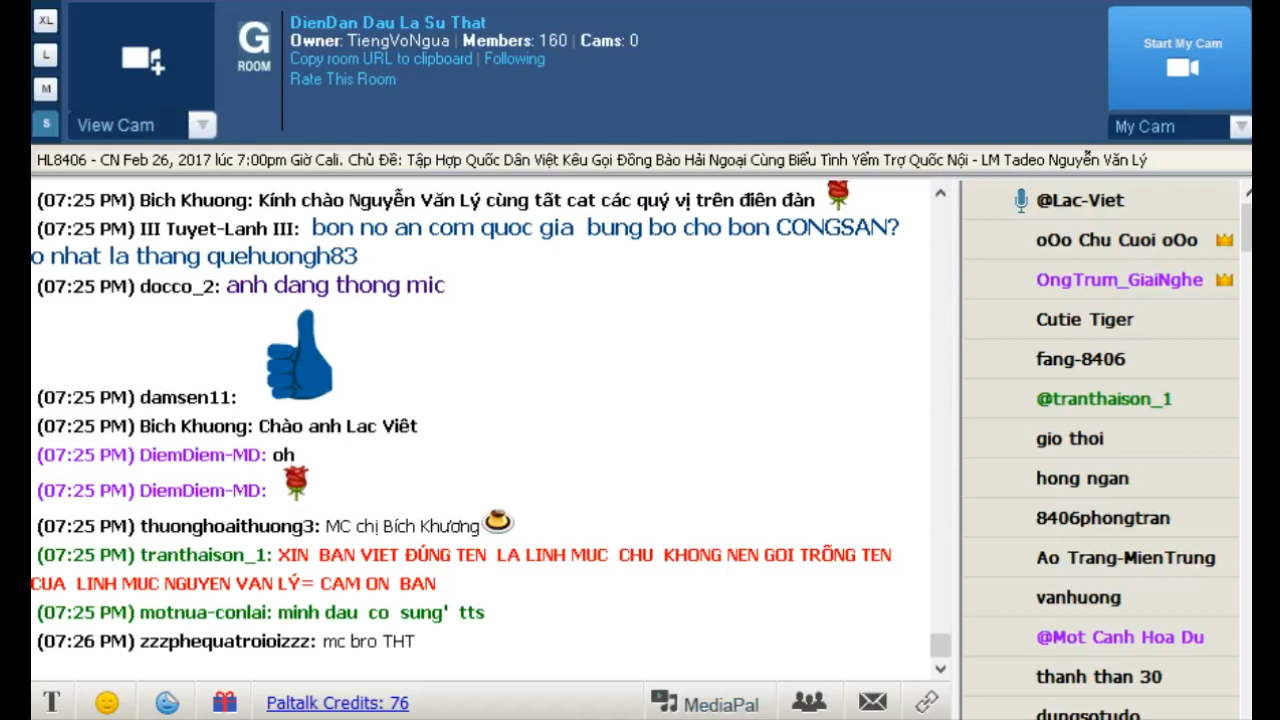 XL
L
M
S
View Cam
G
ROOM
DienDan Dau La Su That
Owner: TiengVoNgua | Members: 160 | Cams: 0
Copy room URL to clipboard | Following
Rate This Room
Start My Cam
My Cam
HL8406 - CN Feb 26, 2017 lúc 7:00pm Giờ Cali. Chủ Đề: Tập Hợp Quốc Dân Việt Kêu Gọi Đồng Bào Hải Ngoại Cùng Biểu Tình Yểm Trợ Quốc Nội - LM Tadeo Nguyễn Văn Lý
(07:25 PM) Bich Khuong: Kính chào Nguyễn Văn Lý cùng tất cat các quý vị trên điên đàn
(07:25 PM) III Tuyet-Lanh III: bon no an com quoc gia bung bo cho bon CONGSAN?
o nhat la thang quehuongh83
(07:25 PM) docco_2: anh dang thong mic
(07:25 PM) damsen11:
(07:25 PM) Bich Khuong: Chào anh Lac Viêt
(07:25 PM) DiemDiem-MD: oh
(07:25 PM) DiemDiem-MD:
(07:25 PM) thuonghoaithuong3: MC chị Bích Khương
(07:25 PM) tranthaison_1: XIN BAN VIET ĐÚNG TEN LA LINH MUC CHU KHONG NEN GOI TRỐNG TEN
CUA LINH MUC NGUYEN VAN LÝ= CAM ON BAN
(07:25 PM) motnua-conlai: minh dau co sung' tts
(07:26 PM) zzzphequatroioizzz: mc bro THT
@Lac-Viet
oOo Chu Cuoi oOo
OngTrum_GiaiNghe
Cutie Tiger
fang-8406
@tranthaison_1
gio thoi
hong ngan
8406phongtran
Ao Trang-MienTrung
vanhuong
@Mot Canh Hoa Du
thanh than 30
dungsotudo
T
Paltalk Credits: 76
MediaPal